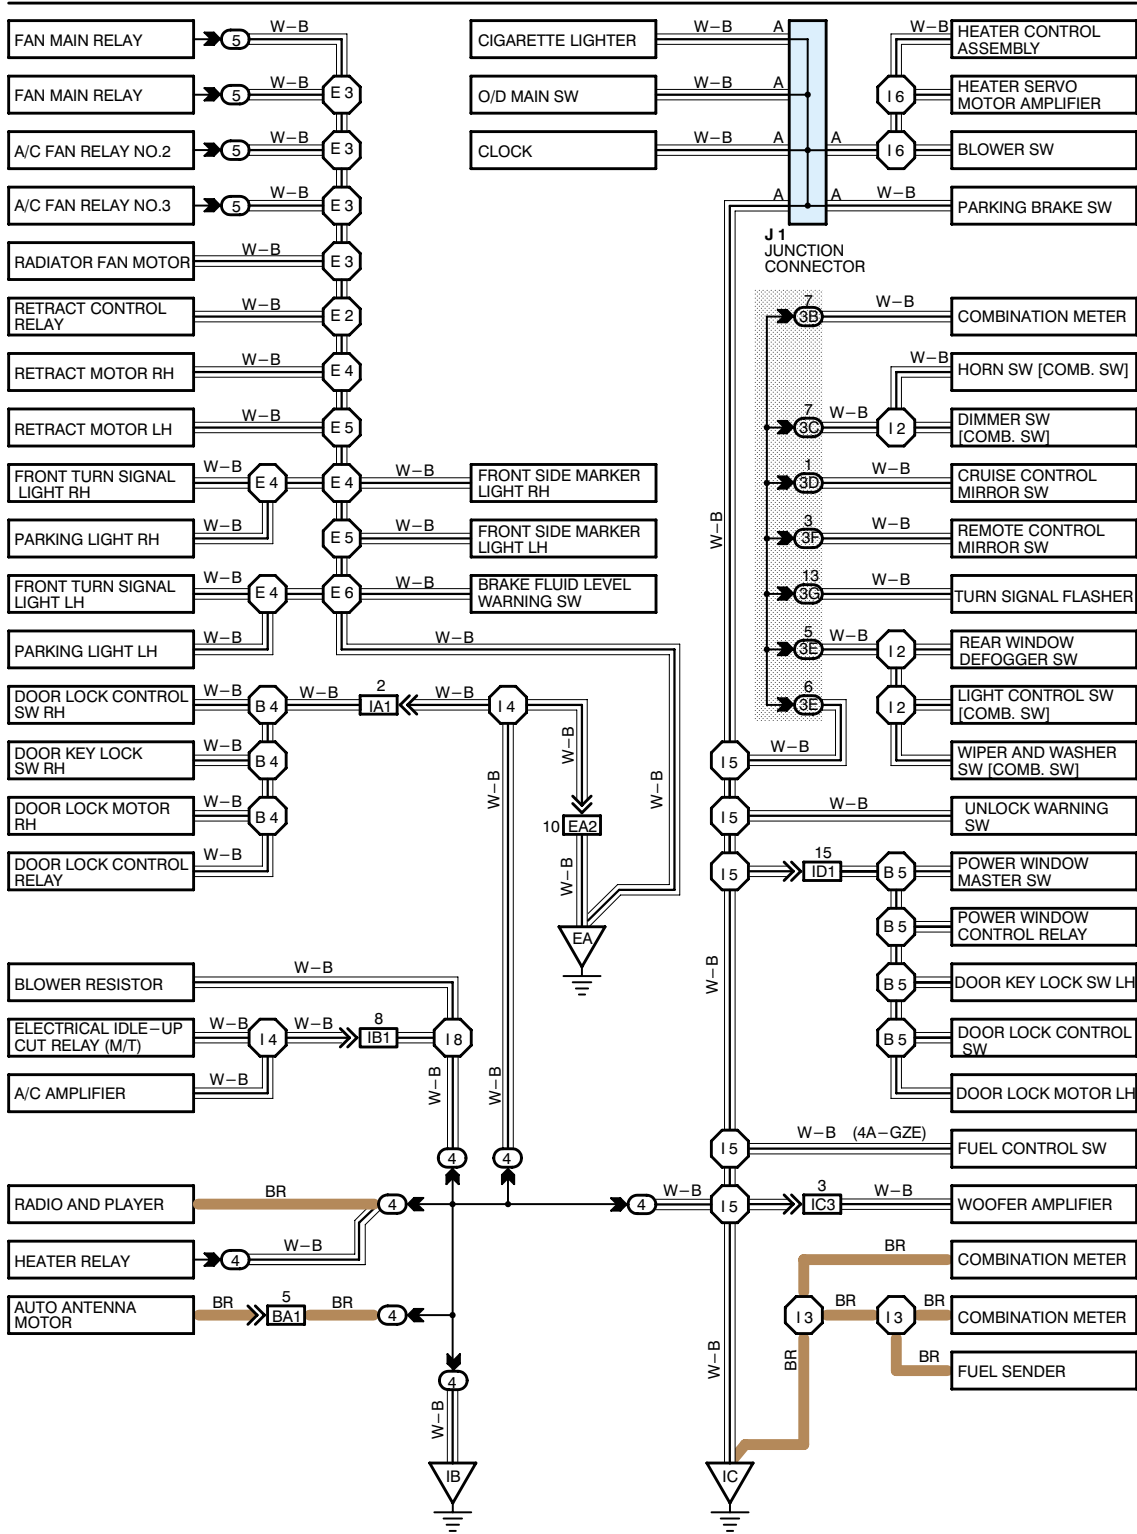 FAN MAIN RELAY
5
W–B
CIGARETTE LIGHTER
W–B
A
W–B
HEATER CONTROL
ASSEMBLY
FAN MAIN RELAY
5
W–B
E 3
O/D MAIN SW
W–B
A
I 6
HEATER SERVO
MOTOR AMPLIFIER
A/C FAN RELAY NO.2
5
W–B
E 3
CLOCK
W–B
A
A
I 6
BLOWER SW
A/C FAN RELAY NO.3
5
W–B
E 3
A
A
W–B
PARKING BRAKE SW
J 1
JUNCTION
CONNECTOR
RADIATOR FAN MOTOR
W–B
E 3
RETRACT CONTROL
RELAY
W–B
E 2
7
3B
W–B
COMBINATION METER
RETRACT MOTOR RH
W–B
E 4
W–B
HORN SW [COMB. SW]
RETRACT MOTOR LH
W–B
E 5
7
3C
W–B
I 2
DIMMER SW
[COMB. SW]
FRONT TURN SIGNAL
LIGHT RH
W–B
E 4
E 4
W–B
FRONT SIDE MARKER
LIGHT RH
1
3D
W–B
CRUISE CONTROL
MIRROR SW
PARKING LIGHT RH
W–B
E 5
W–B
FRONT SIDE MARKER
LIGHT LH
W–B
3
3F
W–B
REMOTE CONTROL
MIRROR SW
FRONT TURN SIGNAL
LIGHT LH
W–B
E 4
E 6
W–B
BRAKE FLUID LEVEL
WARNING SW
13
3G
W–B
TURN SIGNAL FLASHER
PARKING LIGHT LH
W–B
W–B
5
3E
W–B
I 2
REAR WINDOW
DEFOGGER SW
DOOR LOCK CONTROL
SW RH
W–B
B 4
W–B
2
IA1
W–B
I 4
6
3E
I 2
LIGHT CONTROL SW
[COMB. SW]
DOOR KEY LOCK
SW RH
W–B
B 4
W–B
W–B
W–B
I 5
W–B
WIPER AND WASHER
SW [COMB. SW]
DOOR LOCK MOTOR
RH
W–B
B 4
10
EA2
I 5
W–B
UNLOCK WARNING
SW
DOOR LOCK CONTROL
RELAY
W–B
W–B
I 5
15
ID1
B 5
POWER WINDOW
MASTER SW
EA
B 5
POWER WINDOW
CONTROL RELAY
BLOWER RESISTOR
W–B
W–B
B 5
DOOR KEY LOCK SW LH
ELECTRICAL IDLE–UP
CUT RELAY (M/T)
W–B
I 4
W–B
8
IB1
I 8
B 5
DOOR LOCK CONTROL
SW
A/C AMPLIFIER
W–B
W–B
W–B
DOOR LOCK MOTOR LH
4
4
I 5
W–B (4A–GZE)
FUEL CONTROL SW
RADIO AND PLAYER
BR
4
4
W–B
I 5
3
IC3
W–B
WOOFER AMPLIFIER
HEATER RELAY
4
W–B
BR
COMBINATION METER
AUTO ANTENNA
MOTOR
BR
5
BA1
BR
4
I 3
BR
I 3
BR
COMBINATION METER
4
W–B
W–B
BR
BR
FUEL SENDER
IB
IC